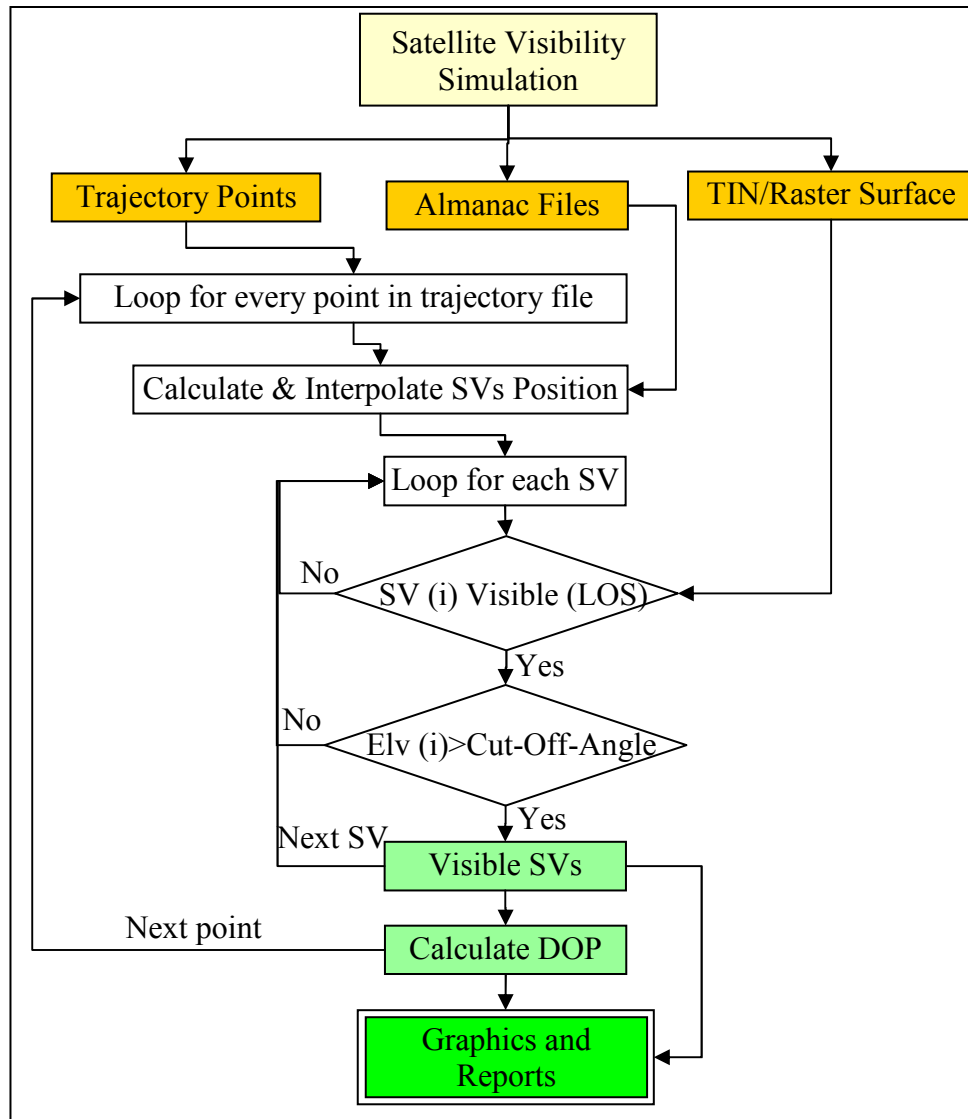 Satellite Visibility
Simulation
Trajectory Points
Almanac Files
TIN/Raster Surface
Loop for every point in trajectory file
Calculate & Interpolate SVs Position
Loop for each SV
No
SV (i) Visible (LOS)
Yes
No
Elv (i)>Cut-Off-Angle
Yes
Next SV
Visible SVs
Next point
Calculate DOP
Graphics and
Reports